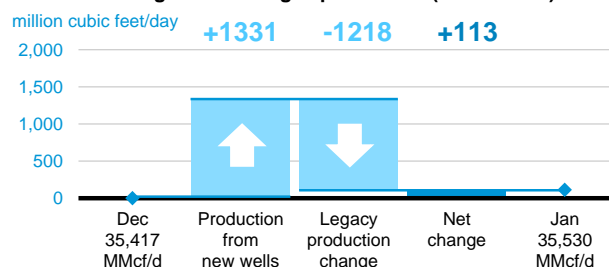 million cubic feet/day
+1331 -1218 +113
2,000
1,500
1,000
500
0
Dec
35,417
MMcf/d
Production
from
new wells
Legacy
production
change
Net
change
Jan
35,530
MMcf/d